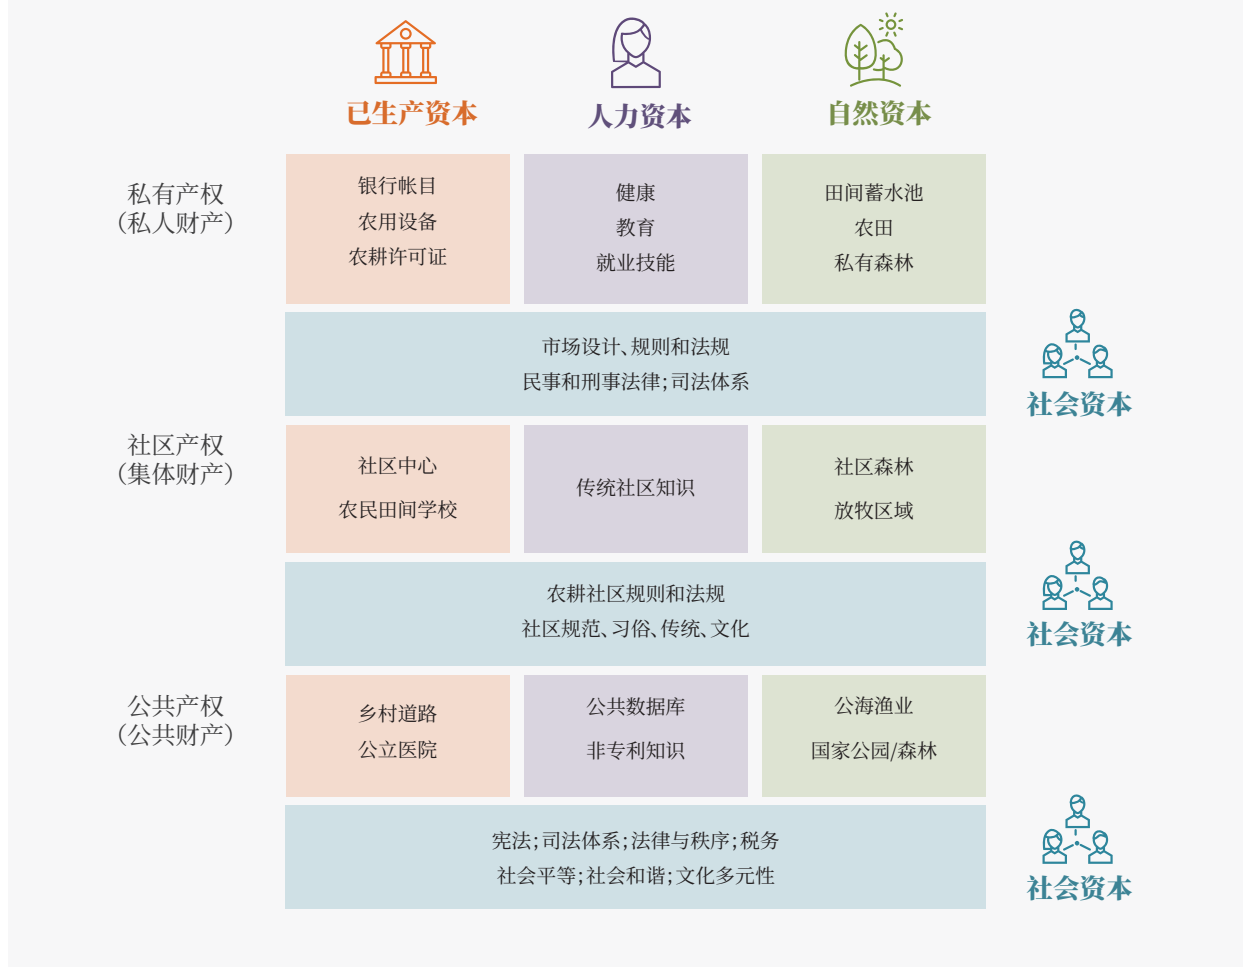 已生产资本
人力资本
自然资本
私有产权
（私人财产）
银行帐目
农用设备
农耕许可证
健康
教育
就业技能
田间蓄水池
农田
私有森林
市场设计、规则和法规
民事和刑事法律；司法体系
社会资本
社区产权
（集体财产）
社区中心
农民田间学校
传统社区知识
社区森林
放牧区域
农耕社区规则和法规
社区规范、习俗、传统、文化
社会资本
公共产权
（公共财产）
乡村道路
公立医院
公共数据库
非专利知识
公海渔业
国家公园/森林
宪法；司法体系；法律与秩序；税务
社会平等；社会和谐；文化多元性
社会资本